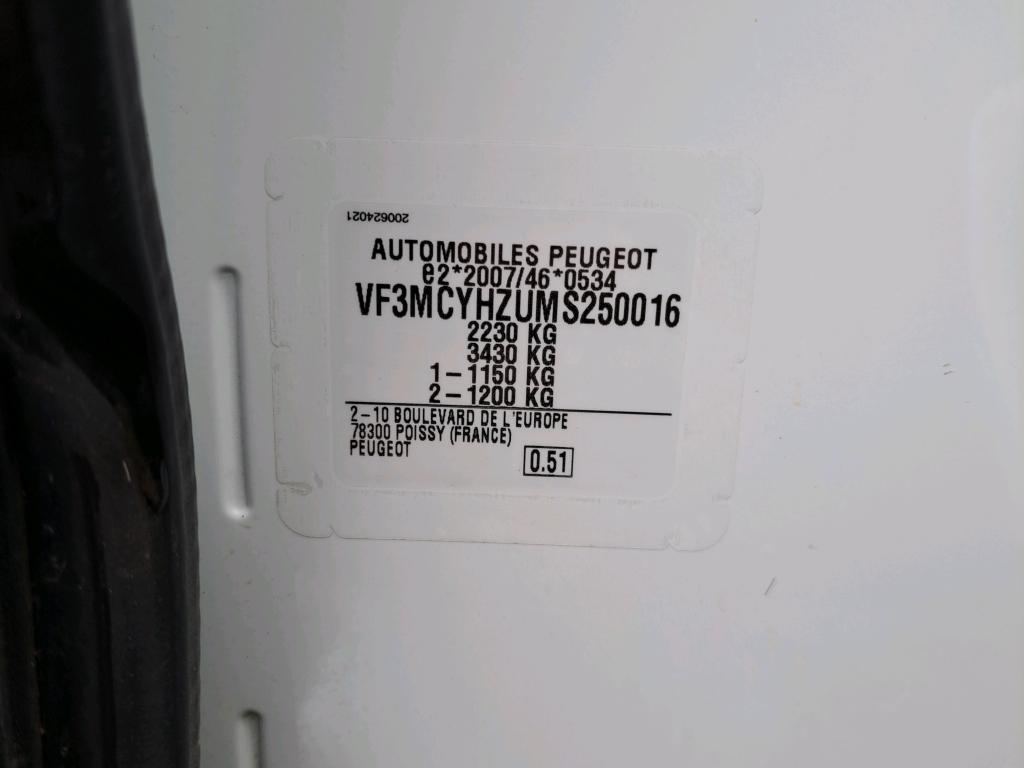 200624021
AUTOMOBILES PEUGEOT
e2*2007/46*0534
VF3MCYHZUMS250016
2230 KG
3430 KG
1-1150 KG
2-1200 KG
2-10 BOULEVARD DE L'EUROPE
78300 POISSY (FRANCE)
PEUGEOT
0.51